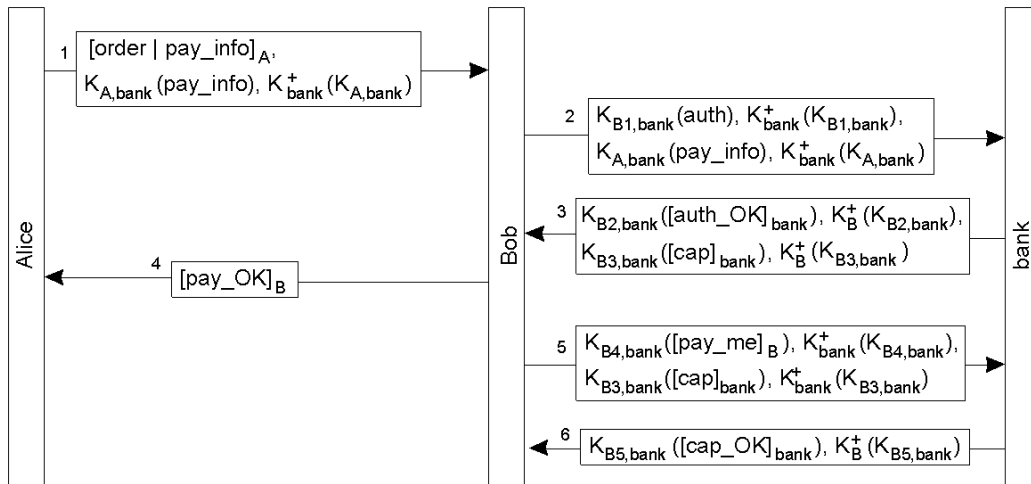 Alice
Bob
bank
1
[order | pay_info]A,
KA,bank(pay_info), K+bank(KA,bank)
2
KB1,bank(auth), K+bank(KB1,bank),
KA,bank(pay_info), K+bank(KA,bank)
3
KB2,bank([auth_OK]bank), K+B(KB2,bank),
KB3,bank([cap]bank), K+B(KB3,bank)
4
[pay_OK]B
5
KB4,bank([pay_me]B), K+bank(KB4,bank),
KB3,bank([cap]bank), K+bank(KB3,bank)
6
KB5,bank([cap_OK]bank), K+B(KB5,bank)